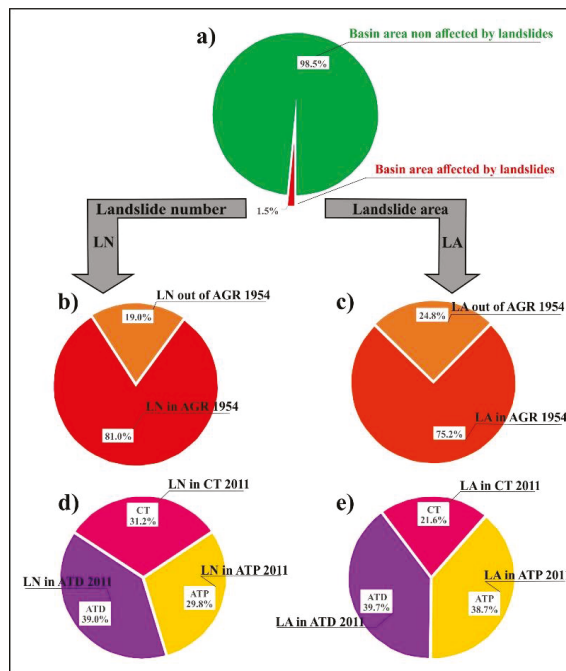 a)
Basin area non affected by landslides
98.5%
Basin area affected by landslides
1.5%
Landslide number
LN
Landslide area
LA
b)
LN out of AGR 1954
19.0%
LN in AGR 1954
81.0%
c)
LA out of AGR 1954
24.8%
LA in AGR 1954
75.2%
d)
LN in CT 2011
CT
31.2%
LN in ATD 2011
LN in ATP 2011
ATD
39.0%
ATP
29.8%
e)
LA in CT 2011
CT
21.6%
LA in ATP 201
ATD
39.7%
ATP
38.7%
LA in ATD 2011